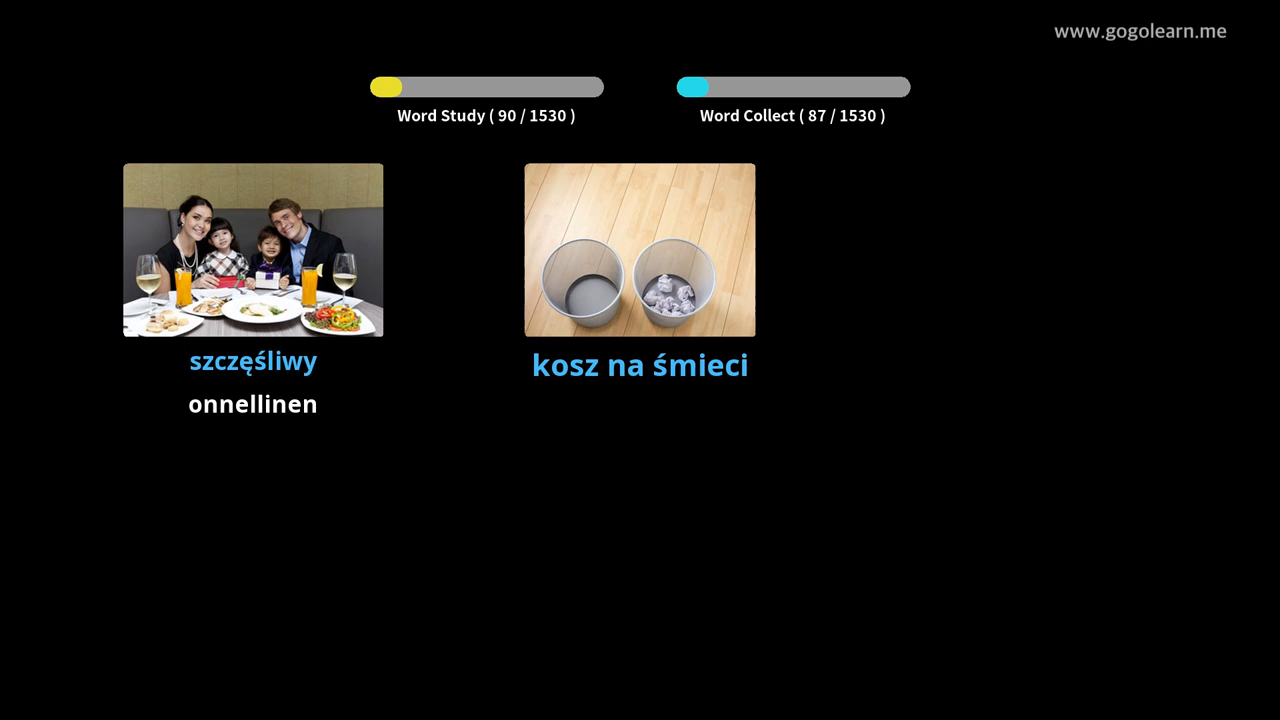 www.gogolearn.me
Word Study ( 90 / 1530 )
Word Collect ( 87 / 1530 )
szczęśliwy
onnellinen
kosz na śmieci